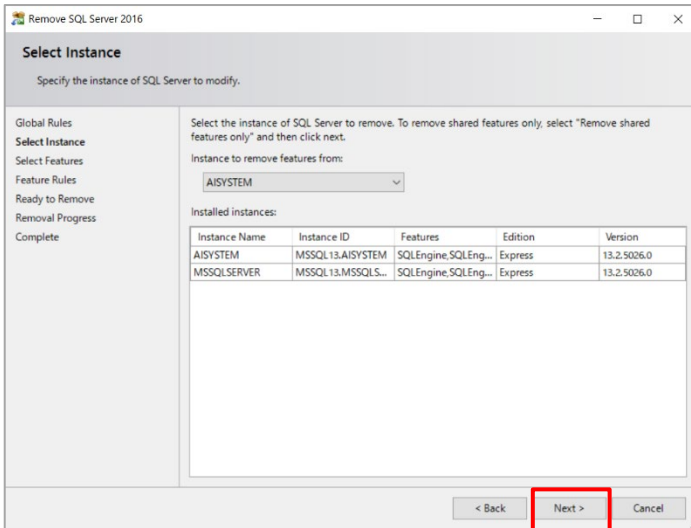 Remove SQL Server 2016
Select Instance
Specify the instance of SQL Server to modify.
Global Rules
Select Instance
Select Features
Feature Rules
Ready to Remove
Removal Progress
Complete
Select the instance of SQL Server to remove. To remove shared features only, select "Remove shared
features only" and then click next.
Instance to remove features from:
AISYSTEM
Installed instances:
Instance Name Instance ID Features Edition Version
AISYSTEM MSSQL13.AISYSTEM SQLEngine,SQLEng... Express 13.2.5026.0
MSSQLSERVER MSSQL13.MSSQLS... SQLEngine,SQLEng... Express 13.2.5026.0
< Back Next > Cancel